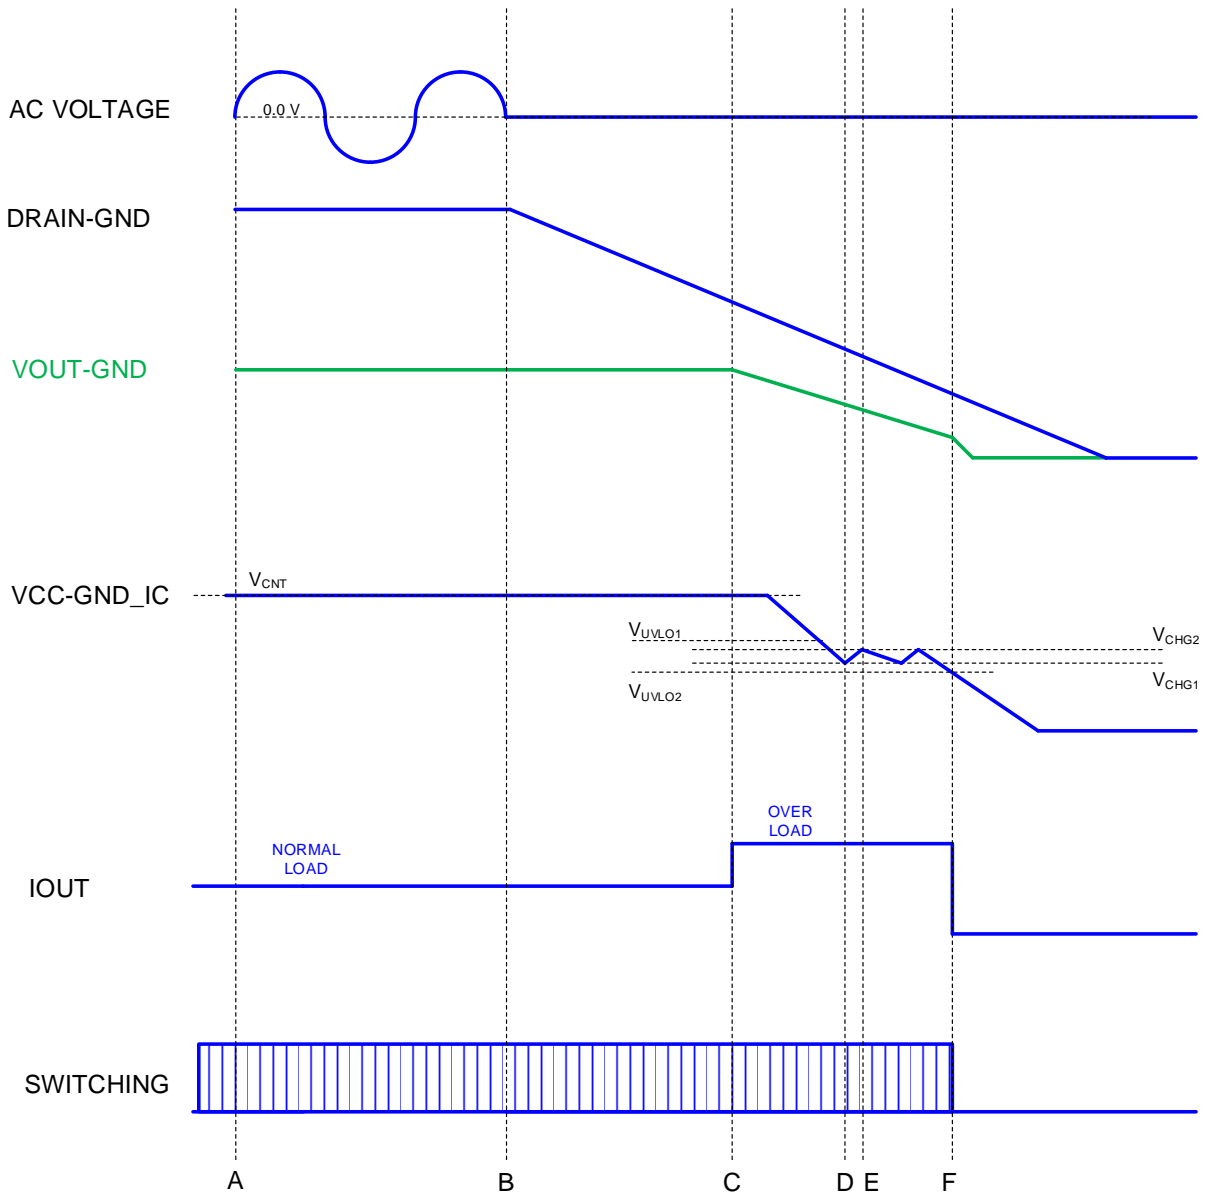 AC VOLTAGE
0.0 V
DRAIN-GND
VOUT-GND
VCC-GND_IC
VCNT
VUVLO1
VCHG2
VUVLO2
VCHG1
OVER
LOAD
NORMAL
LOAD
IOUT
SWITCHING
A B C D E F